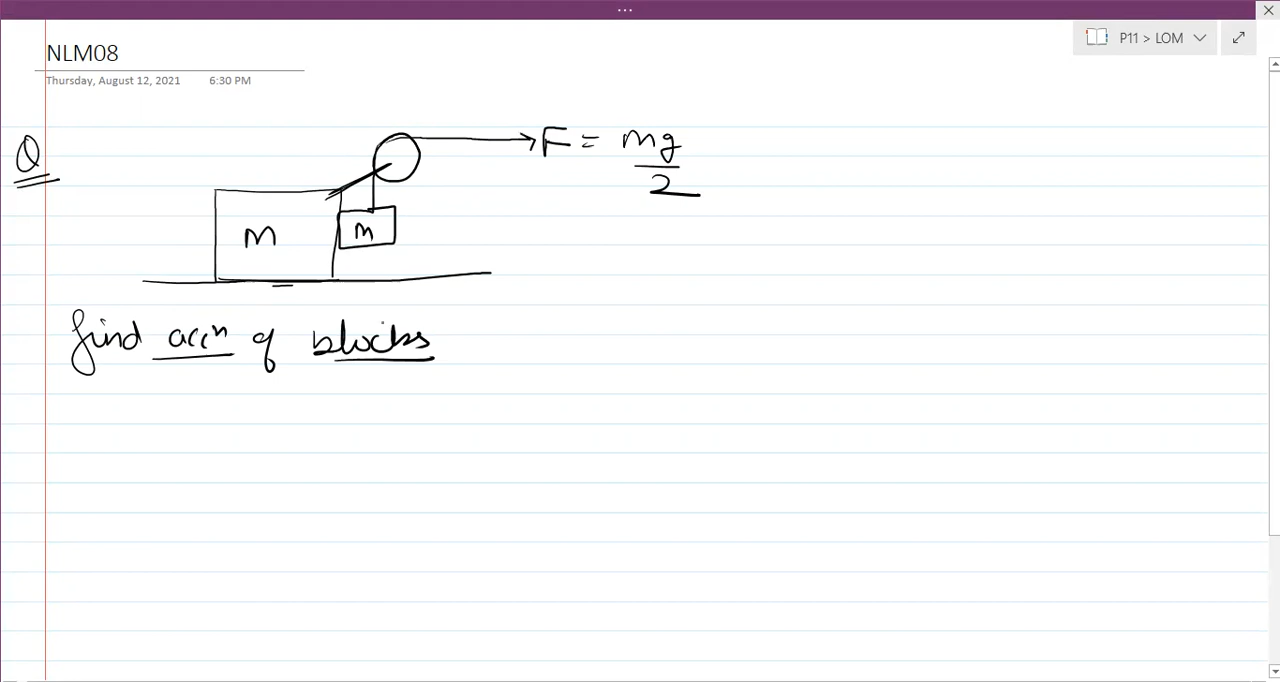 ...
P11 > LOM
NLM08
Thursday, August 12, 2021 6:30 PM
Q
F = mg/2
m
m
find accⁿ of blocks